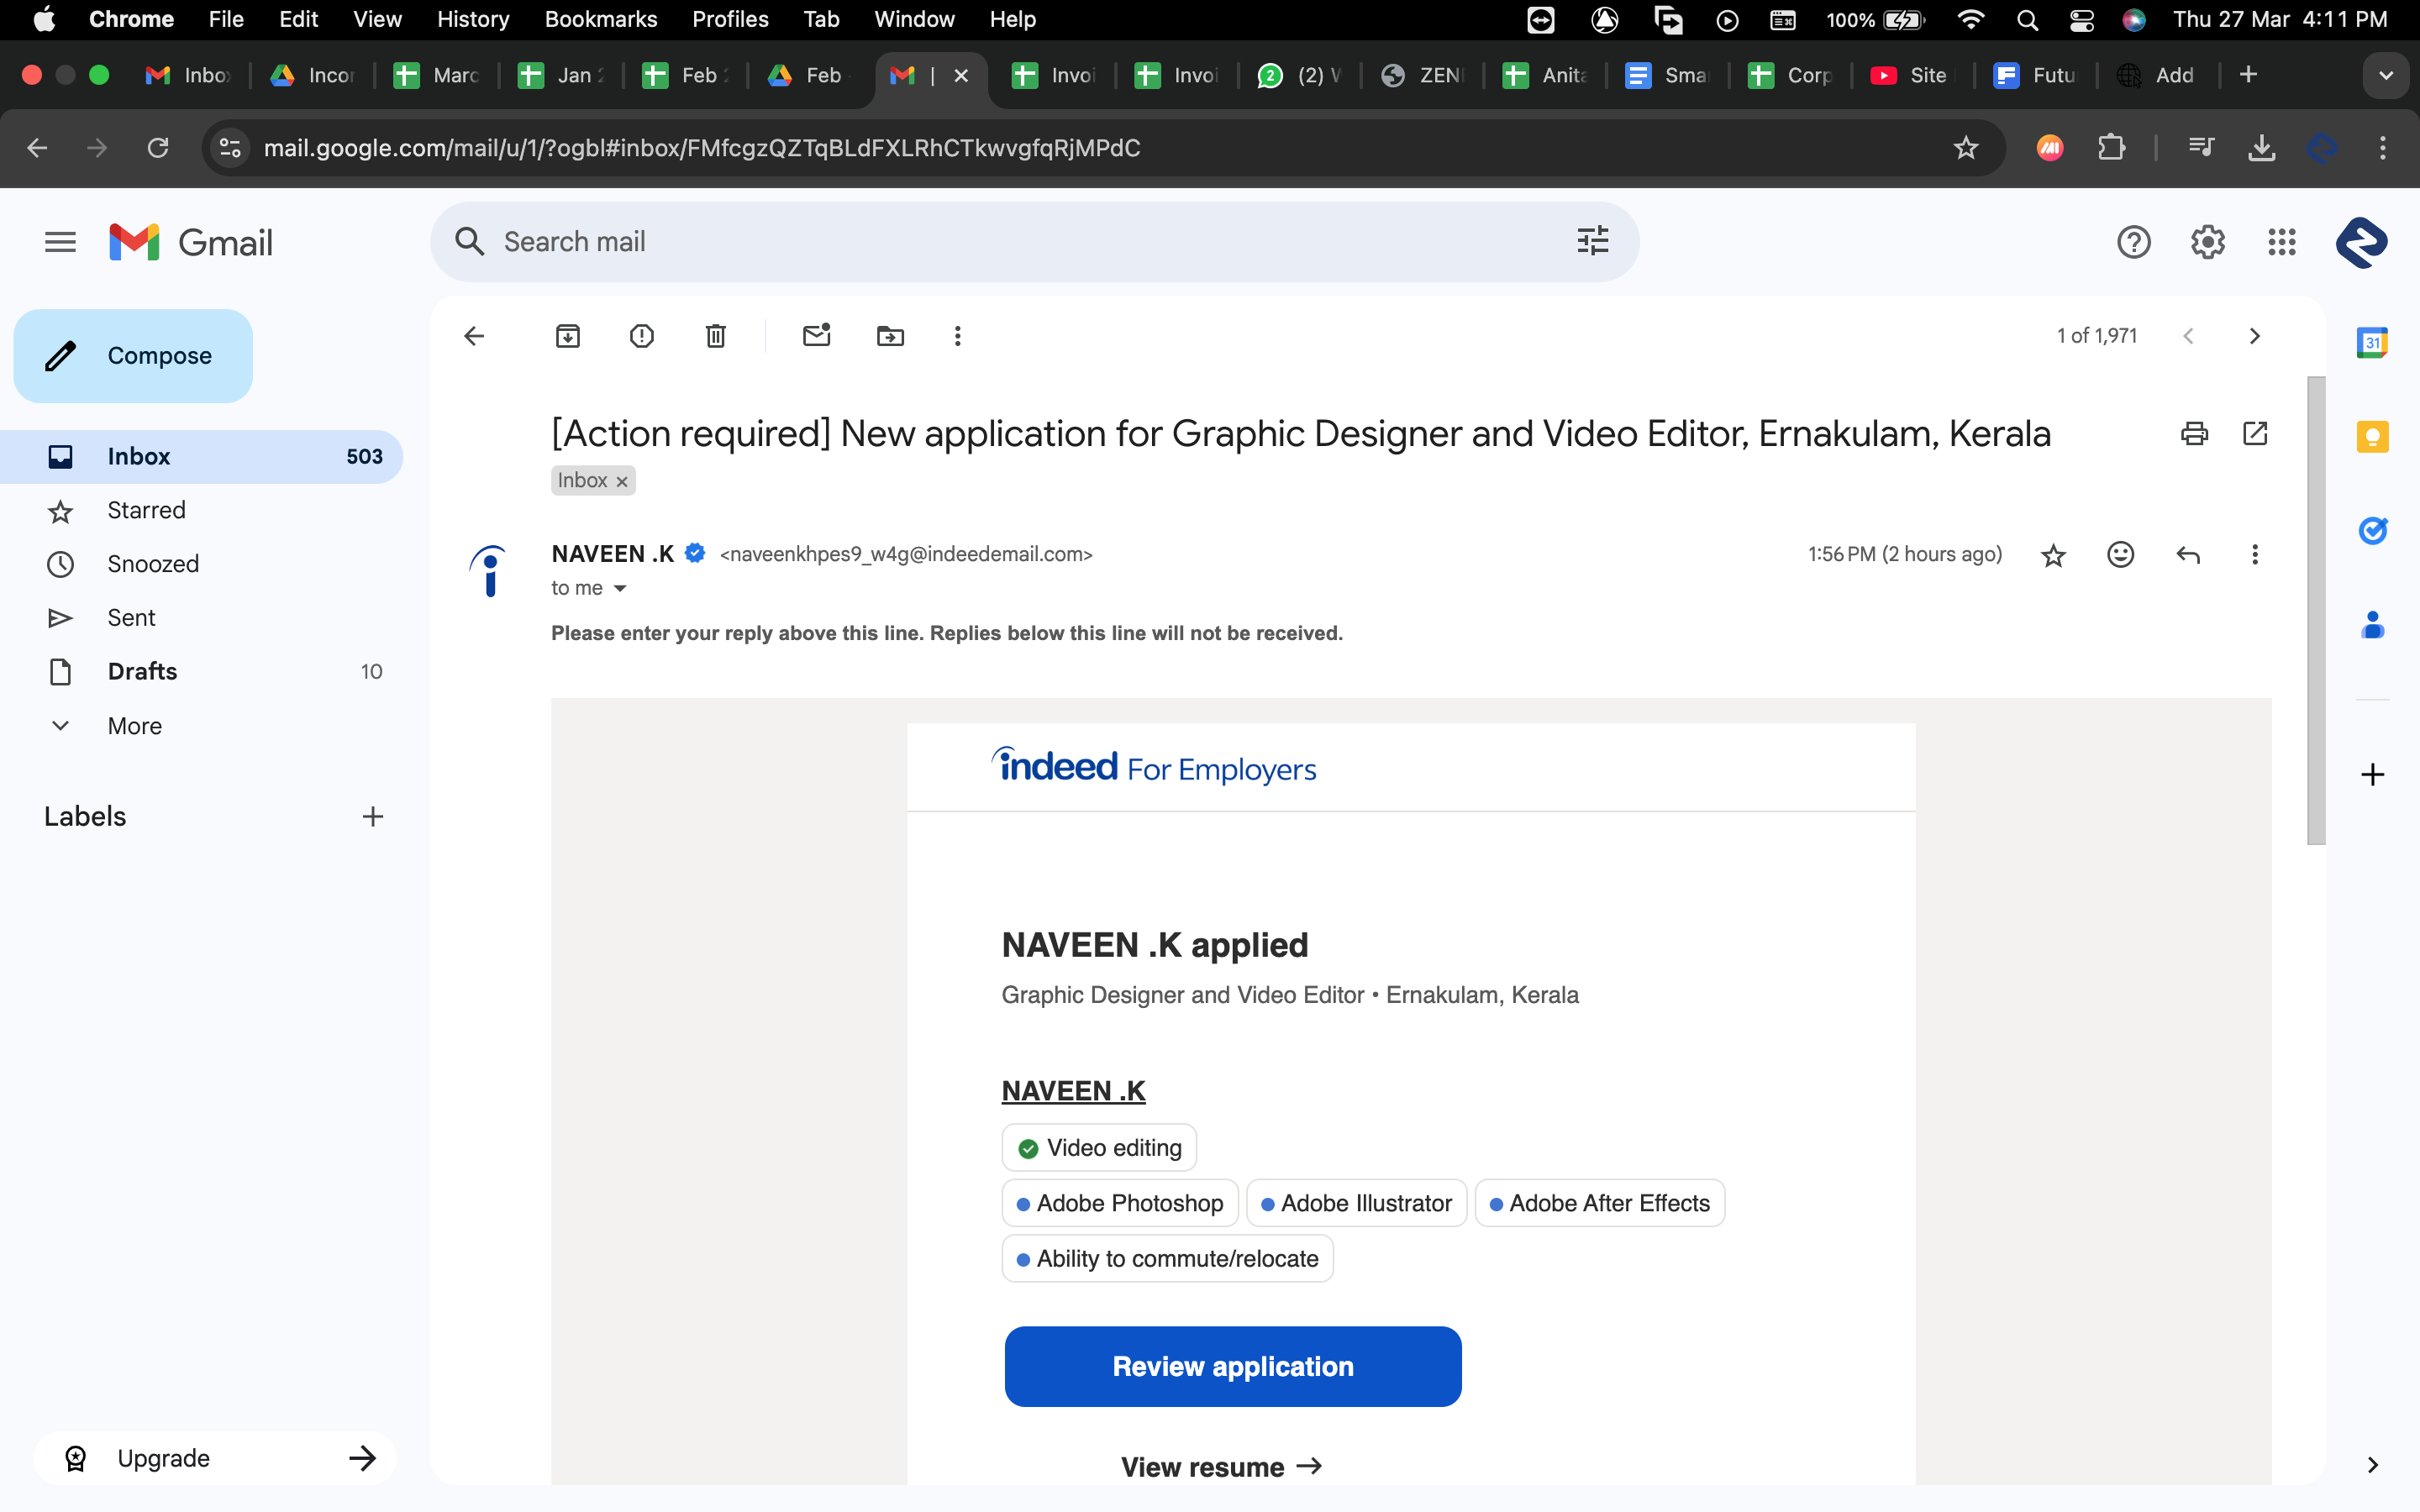 Chrome File Edit View History Bookmarks Profiles Tab Window Help 100% Thu 27 Mar 4:11 PM
Inbo Incor Marc Jan 2 Feb 2 Feb Invoi Invoi (2) W ZEN Anita Smar Corp Site Futu Add
mail.google.com/mail/u/1/?ogbl#inbox/FMfcgzQZTqBLdFXLRhCTkwvgfqRjMPdC
Gmail
Search mail
Compose
1 of 1,971
31
Inbox 503
Starred
Snoozed
Sent
Drafts 10
More
Labels
Upgrade
[Action required] New application for Graphic Designer and Video Editor, Ernakulam, Kerala
Inbox x
NAVEEN .K <naveenkhpes9_w4g@indeedemail.com> 1:56 PM (2 hours ago)
to me
Please enter your reply above this line. Replies below this line will not be received.
indeed For Employers
NAVEEN .K applied
Graphic Designer and Video Editor • Ernakulam, Kerala
NAVEEN .K
Video editing
Adobe Photoshop Adobe Illustrator Adobe After Effects
Ability to commute/relocate
Review application
View resume →